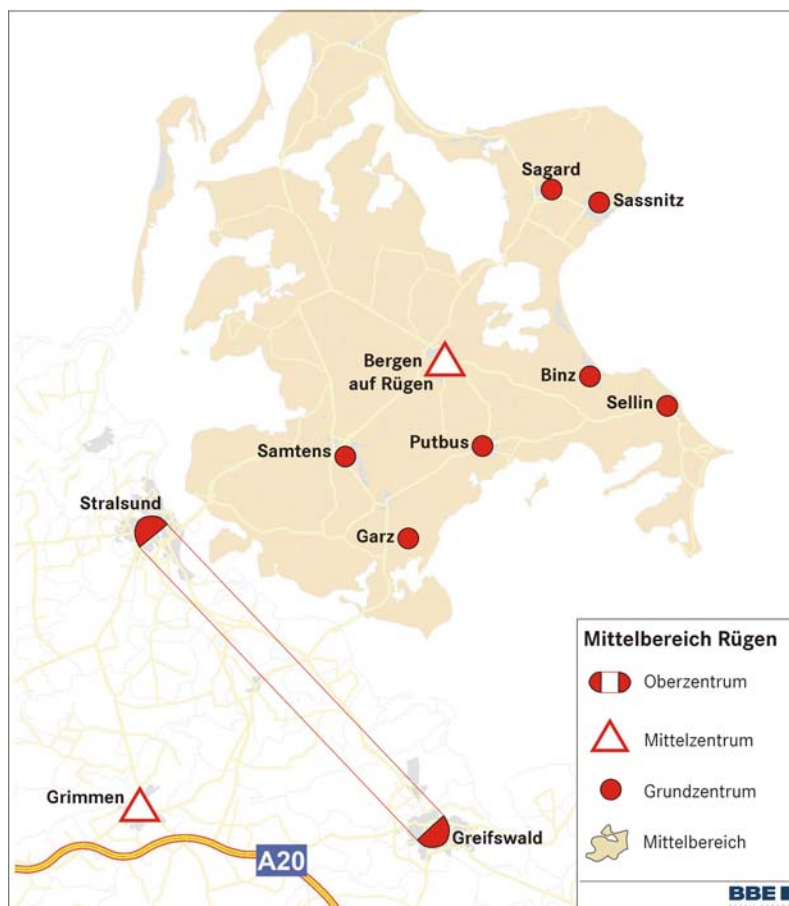 Sagard
Sassnitz
Bergen
auf Rügen
Binz
Sellin
Samtens
Putbus
Stralsund
Garz
Mittelbereich Rügen
Oberzentrum
Mittelzentrum
Grundzentrum
Mittelbereich
Grimmen
Greifswald
A20
BBE